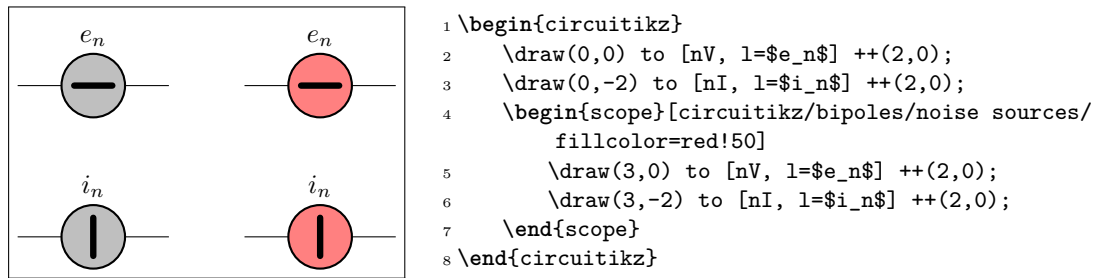 e_n e_n
i_n i_n
1 \begin{circuitikz}
2 \draw(0,0) to [nV, l=$e_n$] ++(2,0);
3 \draw(0,-2) to [nI, l=$i_n$] ++(2,0);
4 \begin{scope}[circuitikz/bipoles/noise sources/
fillcolor=red!50]
5 \draw(3,0) to [nV, l=$e_n$] ++(2,0);
6 \draw(3,-2) to [nI, l=$i_n$] ++(2,0);
7 \end{scope}
8 \end{circuitikz}